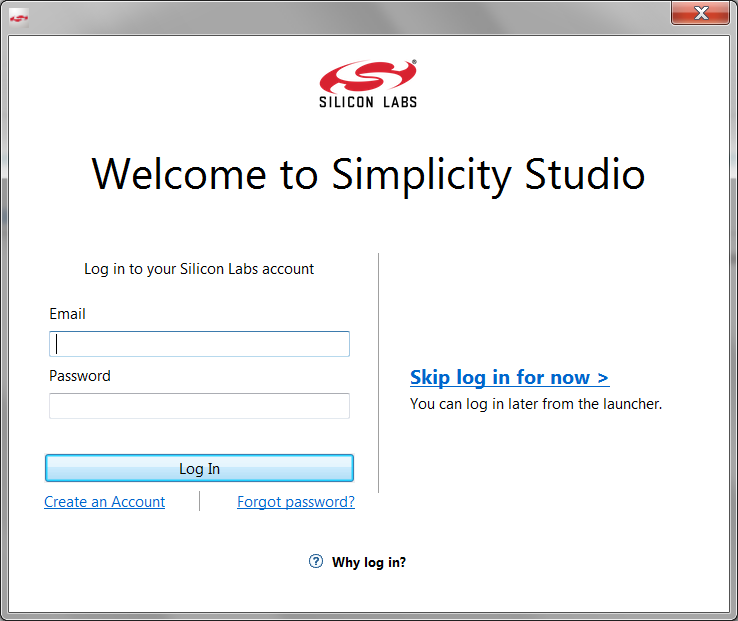 SILICON LABS
Welcome to Simplicity Studio
Log in to your Silicon Labs account
Email
Password
Log In
Create an Account
Forgot password?
Skip log in for now >
You can log in later from the launcher.
? Why log in?